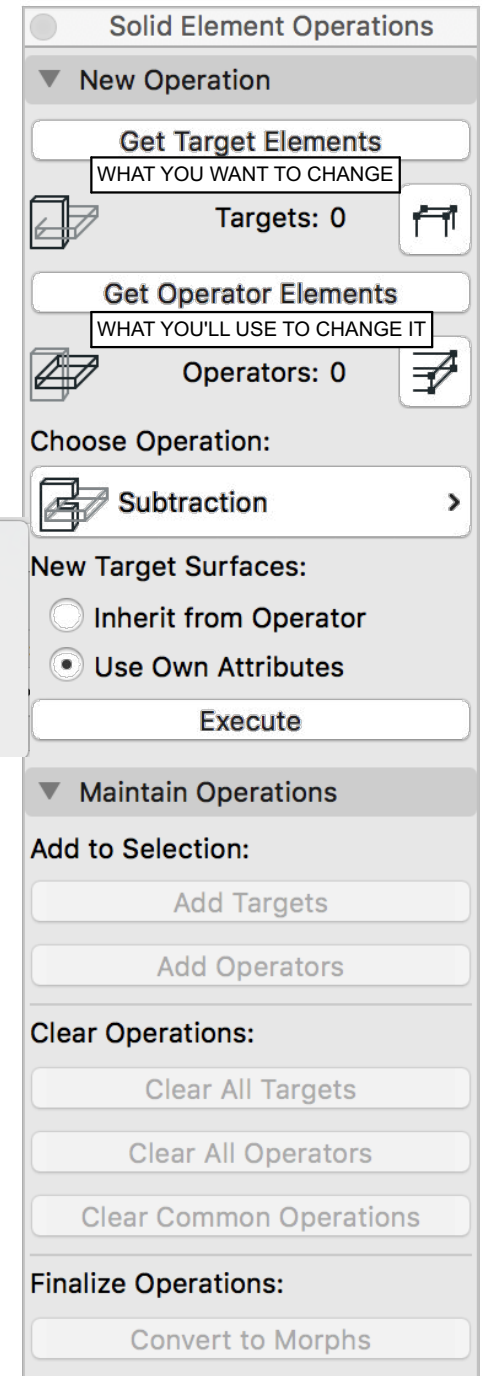 Solid Element Operations
New Operation
Get Target Elements
WHAT YOU WANT TO CHANGE
Targets: 0
Get Operator Elements
WHAT YOU'LL USE TO CHANGE IT
Operators: 0
Choose Operation:
Subtraction
New Target Surfaces:
Inherit from Operator
Use Own Attributes
Execute
Maintain Operations
Add to Selection:
Add Targets
Add Operators
Clear Operations:
Clear All Targets
Clear All Operators
Clear Common Operations
Finalize Operations:
Convert to Morphs